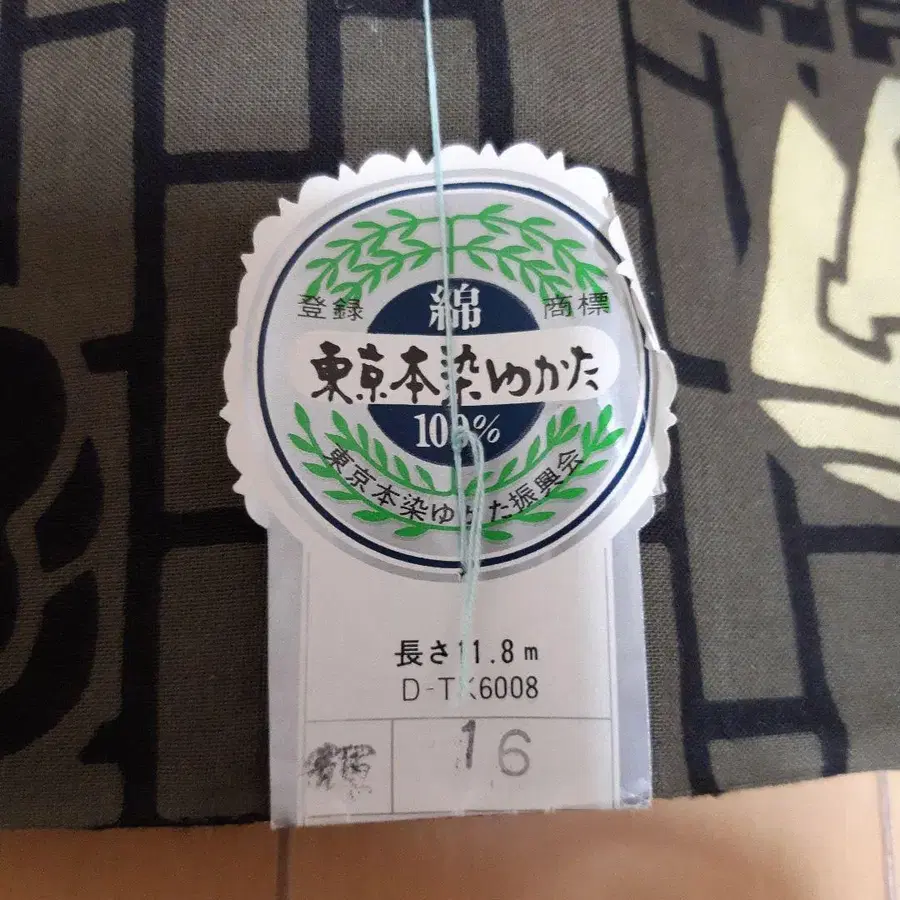 綿
登録 商標
東京本染ゆかた
100%
東京本染ゆかた振興会
長さ11.8m
D-TK6008
16